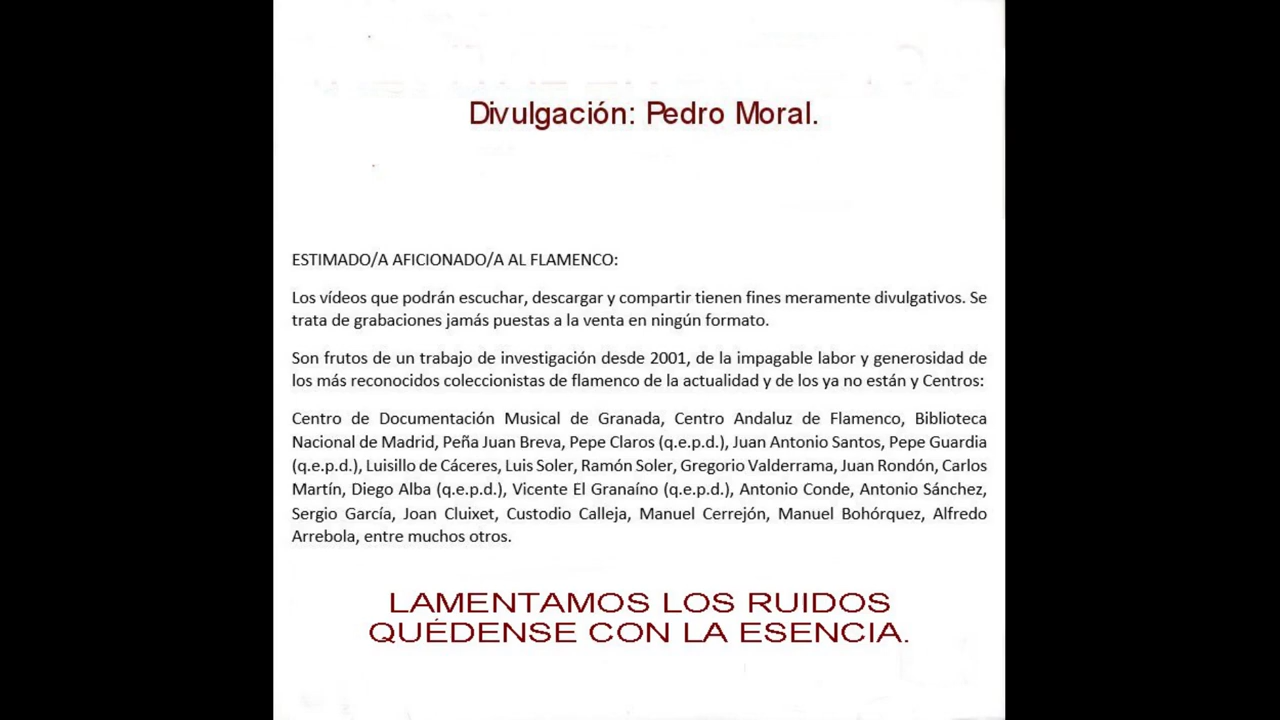 Divulgación: Pedro Moral.
ESTIMADO/A AFICIONADO/A AL FLAMENCO:
Los vídeos que podrán escuchar, descargar y compartir tienen fines meramente divulgativos. Se
trata de grabaciones jamás puestas a la venta en ningún formato.
Son frutos de un trabajo de investigación desde 2001, de la impagable labor y generosidad de
los más reconocidos coleccionistas de flamenco de la actualidad y de los ya no están y Centros:
Centro de Documentación Musical de Granada, Centro Andaluz de Flamenco, Biblioteca
Nacional de Madrid, Peña Juan Breva, Pepe Claros (q.e.p.d.), Juan Antonio Santos, Pepe Guardia
(q.e.p.d.), Luisillo de Cáceres, Luis Soler, Ramón Soler, Gregorio Valderrama, Juan Rondón, Carlos
Martín, Diego Alba (q.e.p.d.), Vicente El Granaíno (q.e.p.d.), Antonio Conde, Antonio Sánchez,
Sergio García, Joan Cluixet, Custodio Calleja, Manuel Cerrejón, Manuel Bohórquez, Alfredo
Arrebola, entre muchos otros.
LAMENTAMOS LOS RUIDOS
QUÉDENSE CON LA ESENCIA.